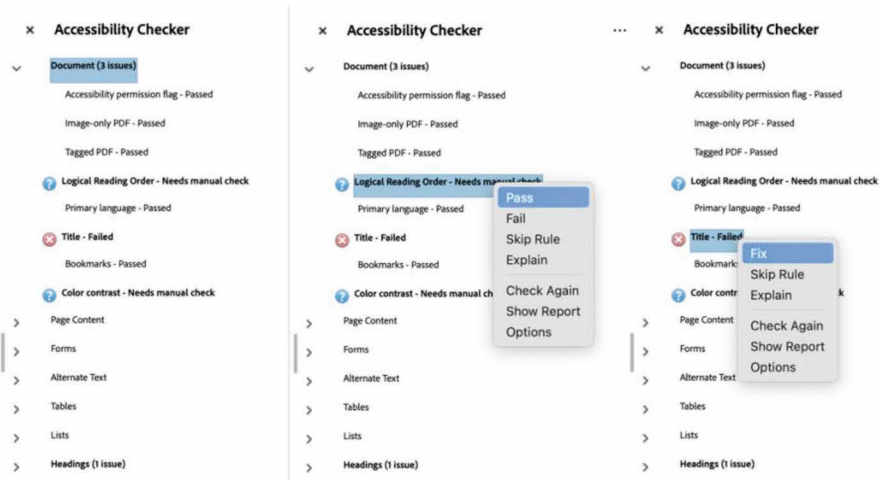 × Accessibility Checker
Document (3 issues)
Accessibility permission flag - Passed
Image-only PDF - Passed
Tagged PDF - Passed
Logical Reading Order - Needs manual check
Primary language - Passed
Title - Failed
Bookmarks - Passed
Color contrast - Needs manual check
Page Content
Forms
Alternate Text
Tables
Lists
Headings (1 issue)
× Accessibility Checker ...
Document (3 issues)
Accessibility permission flag - Passed
Image-only PDF - Passed
Tagged PDF - Passed
Logical Reading Order - Needs manual check
Primary language - Passed
Title - Failed
Bookmarks - Passed
Color contrast - Needs manual ch
Page Content
Forms
Alternate Text
Tables
Lists
Headings (1 issue)
Pass
Fail
Skip Rule
Explain
Check Again
Show Report
Options
× Accessibility Checker
Document (3 issues)
Accessibility permission flag - Passed
Image-only PDF - Passed
Tagged PDF - Passed
Logical Reading Order - Needs manual check
Primary language - Passed
Title - Failed
Bookmark
Color contr
Page Content
Forms
Alternate Text
Tables
Lists
Headings (1 issue)
Fix
Skip Rule
Explain
Check Again
Show Report
Options